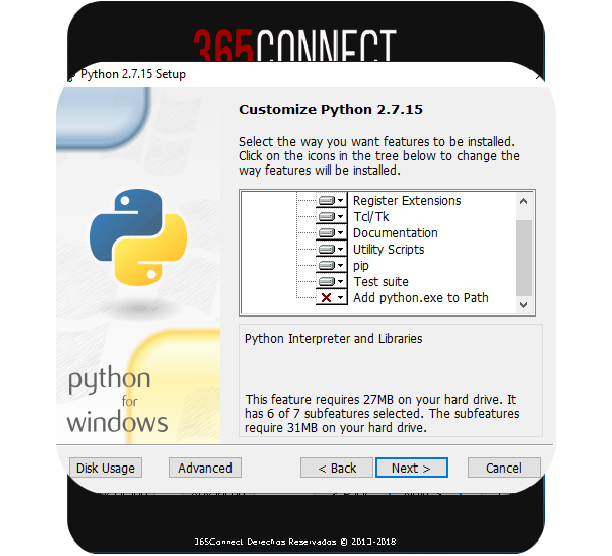 365CONNECT
Python 2.7.15 Setup
Customize Python 2.7.15
Select the way you want features to be installed.
Click on the icons in the tree below to change the
way features will be installed.
Register Extensions
Tcl/Tk
Documentation
Utility Scripts
pip
Test suite
Add python.exe to Path
Python Interpreter and Libraries
This feature requires 27MB on your hard drive. It
has 6 of 7 subfeatures selected. The subfeatures
require 31MB on your hard drive.
python
for
windows
Disk Usage
Advanced
< Back
Next >
Cancel
365Connect Derechos Reservados © 2013-2018